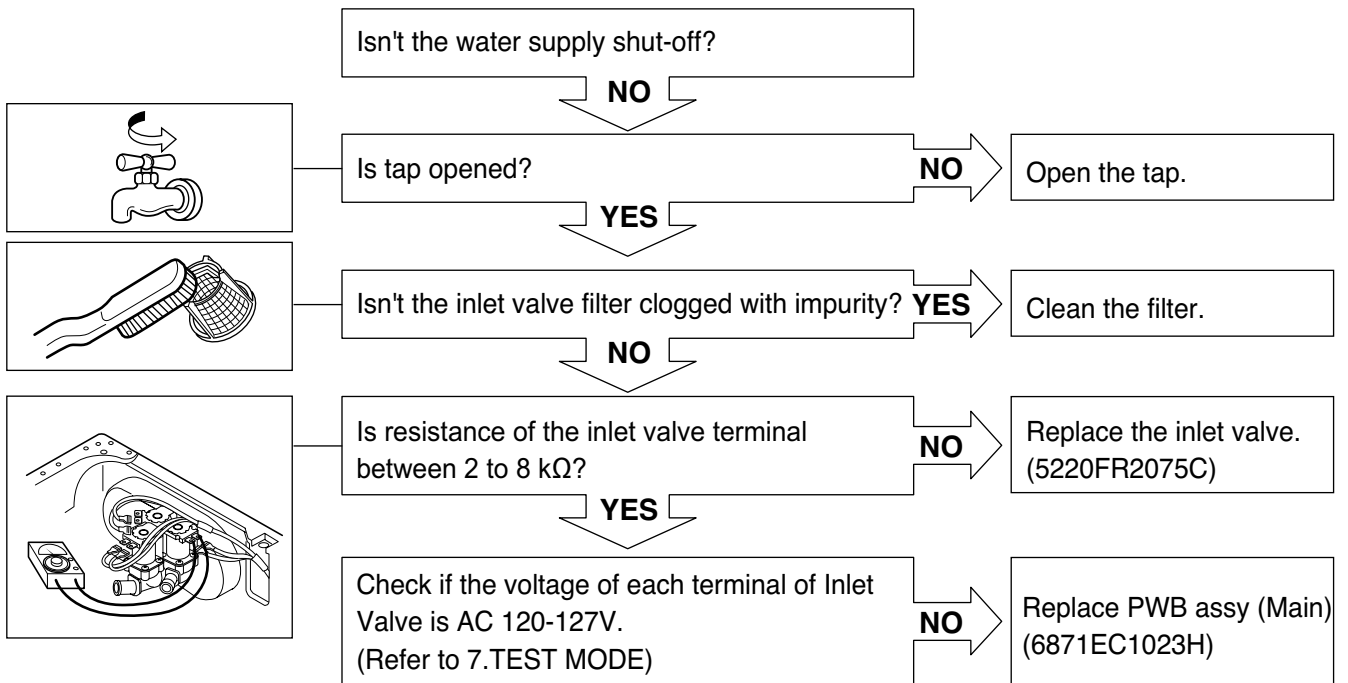 Isn't the water supply shut-off?
NO
Is tap opened?
NO
Open the tap.
YES
Isn't the inlet valve filter clogged with impurity?
YES
Clean the filter.
NO
Is resistance of the inlet valve terminal
between 2 to 8 kΩ?
NO
Replace the inlet valve.
(5220FR2075C)
YES
Check if the voltage of each terminal of Inlet
Valve is AC 120-127V.
(Refer to 7.TEST MODE)
NO
Replace PWB assy (Main)
(6871EC1023H)